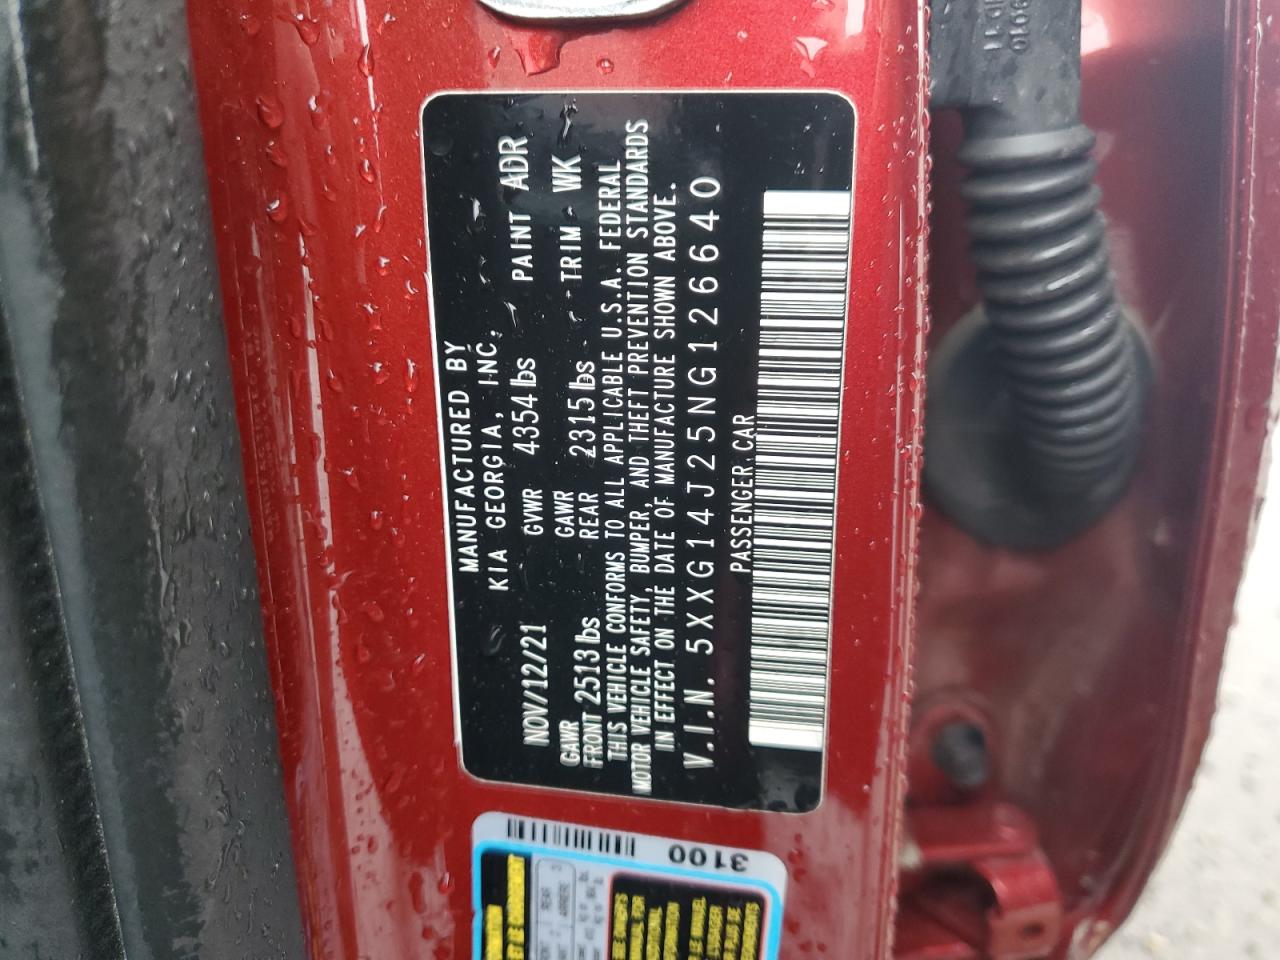 MANUFACTURED BY
KIA GEORGIA, INC.
NOV/12/21 GVWR 4354 lbs PAINT ADR
GAWR FRONT 2513 lbs GAWR REAR 2315 lbs TRIM WK
THIS VEHICLE CONFORMS TO ALL APPLICABLE U.S.A. FEDERAL
MOTOR VEHICLE SAFETY, BUMPER, AND THEFT PREVENTION STANDARDS
IN EFFECT ON THE DATE OF MANUFACTURE SHOWN ABOVE.
V.I.N. 5XXG14J25NG126640
PASSENGER CAR
3100